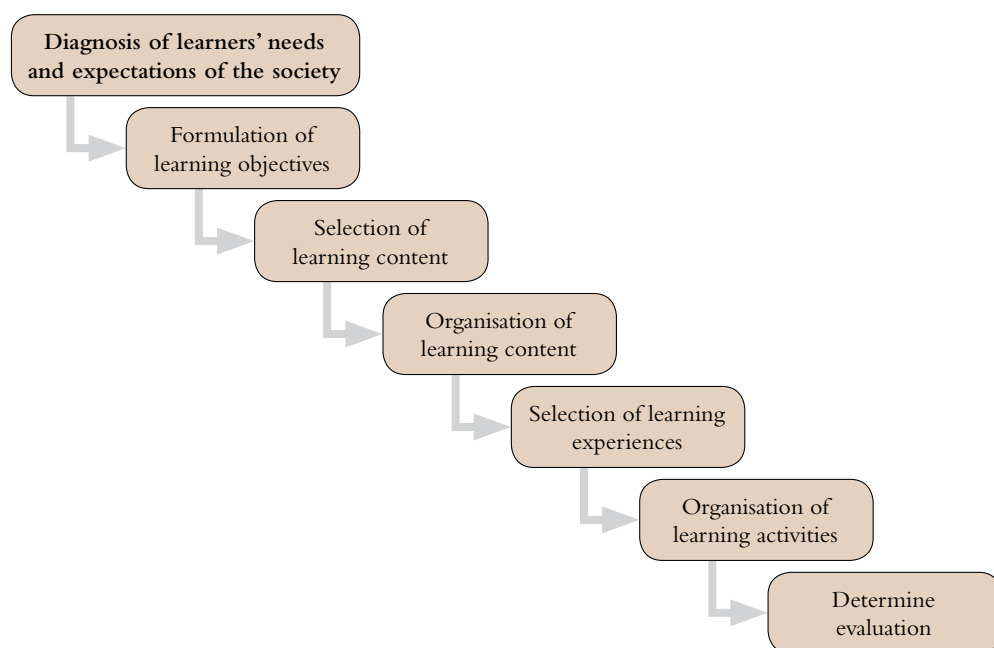 Diagnosis of learners’ needs
and expectations of the society
Formulation of
learning objectives
Selection of
learning content
Organisation of
learning content
Selection of learning
experiences
Organisation of
learning activities
Determine
evaluation